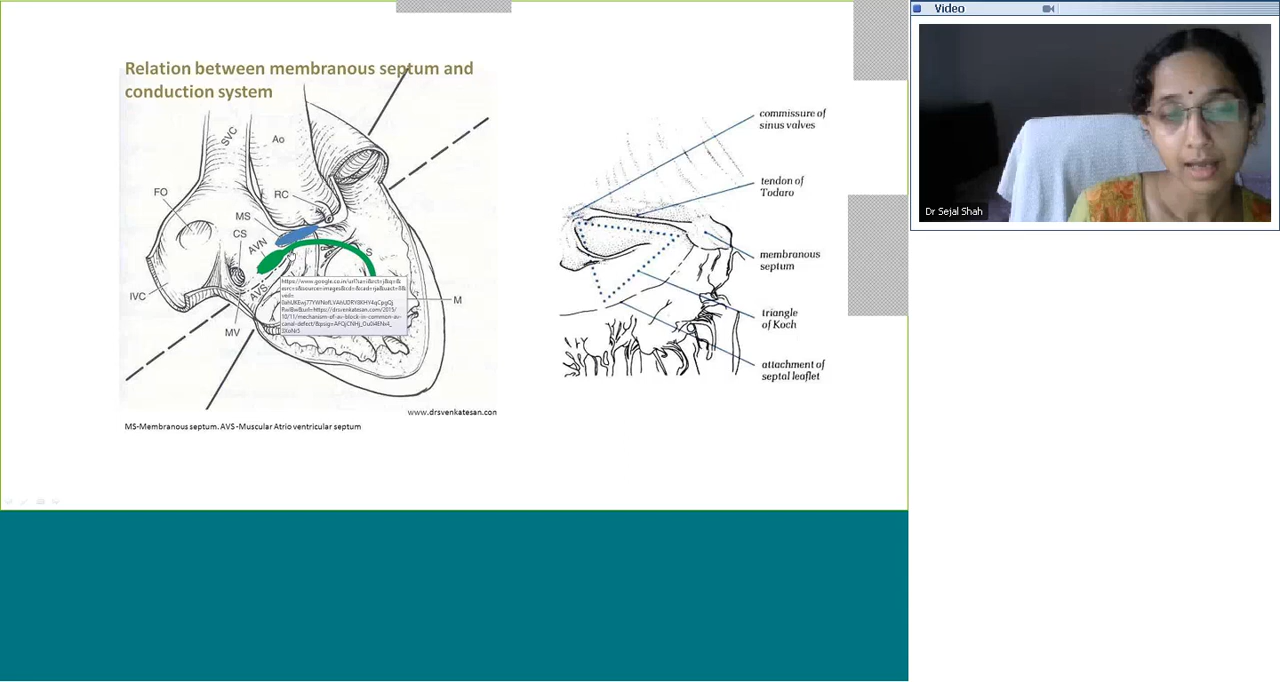 Relation between membranous septum and
conduction system
SVC
Ao
FO
RC
MS
CS
AVN
S
AVS
IVC
M
MV
www.drsvenkatesan.con
MS-Membranous septum. AVS -Muscular Atrio ventricular septum
commissure of
sinus valves
tendon of
Todaro
membranous
septum
triangle
of Koch
attachment of
septal leaflet
Video
Dr Sejal Shah